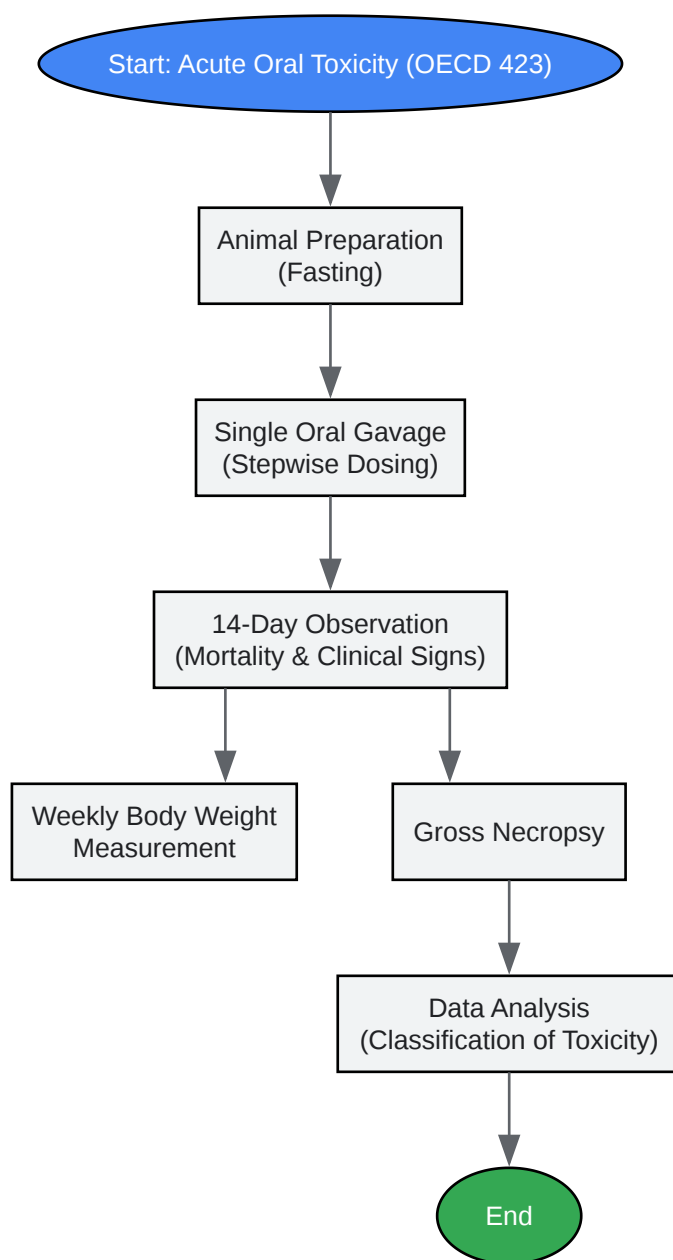 Start: Acute Oral Toxicity (OECD 423)
Animal Preparation
(Fasting)
Single Oral Gavage
(Stepwise Dosing)
14-Day Observation
(Mortality & Clinical Signs)
Weekly Body Weight
Measurement
Gross Necropsy
Data Analysis
(Classification of Toxicity)
End